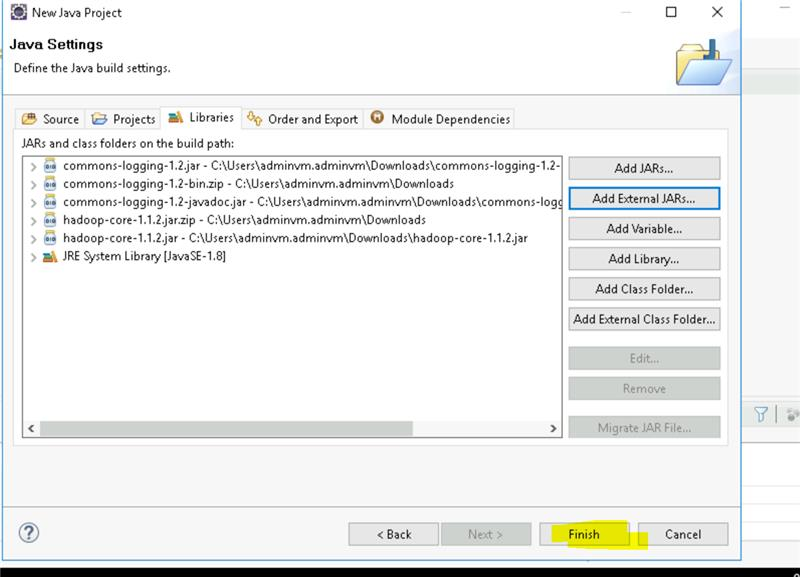 New Java Project
Java Settings
Define the Java build settings.
Source Projects Libraries Order and Export Module Dependencies
JARs and class folders on the build path:
commons-logging-1.2.jar - C:\Users\adminvm.adminvm\Downloads\commons-logging-1.2-
commons-logging-1.2-bin.zip - C:\Users\adminvm.adminvm\Downloads
commons-logging-1.2-javadoc.jar - C:\Users\adminvm.adminvm\Downloads\commons-logg
hadoop-core-1.1.2.jar.zip - C:\Users\adminvm.adminvm\Downloads
hadoop-core-1.1.2.jar - C:\Users\adminvm.adminvm\Downloads\hadoop-core-1.1.2.jar
JRE System Library [JavaSE-1.8]
Add JARs...
Add External JARs...
Add Variable...
Add Library...
Add Class Folder...
Add External Class Folder...
Edit...
Remove
Migrate JAR File...
? < Back Next > Finish Cancel